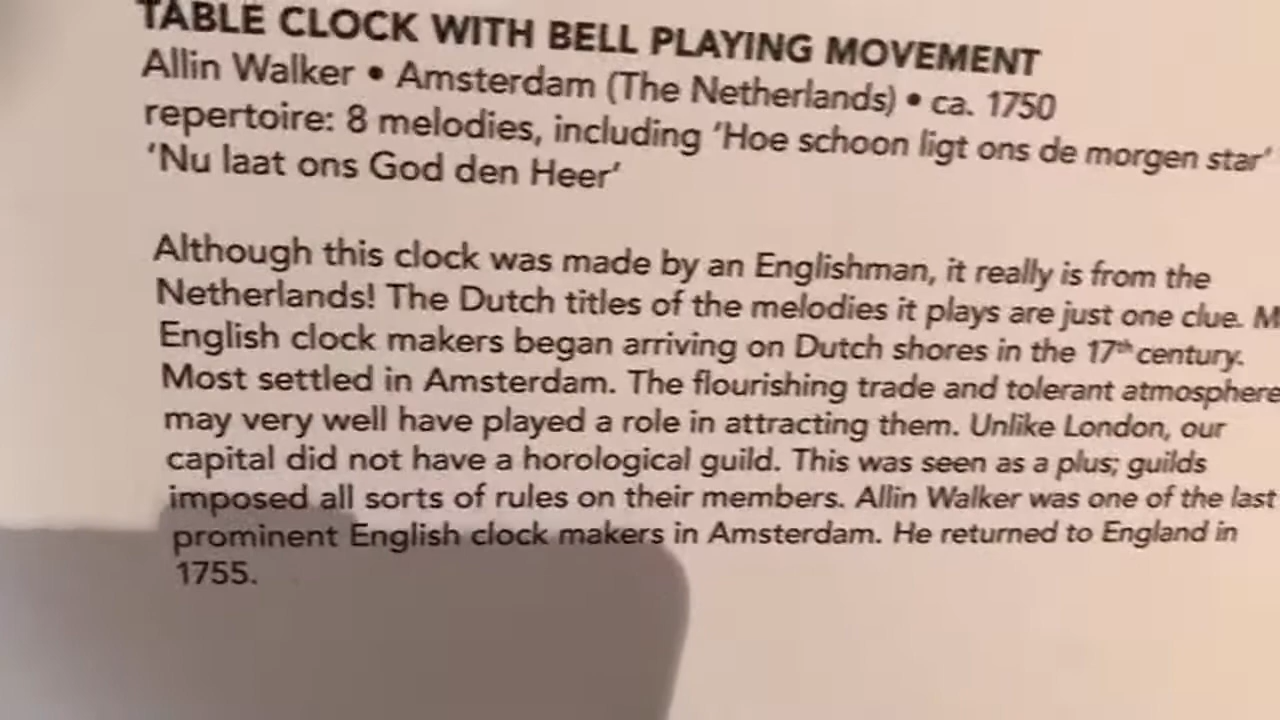 TABLE CLOCK WITH BELL PLAYING MOVEMENT
Allin Walker • Amsterdam (The Netherlands) • ca. 1750
repertoire: 8 melodies, including 'Hoe schoon ligt ons de morgen star'
'Nu laat ons God den Heer'
Although this clock was made by an Englishman, it really is from the
Netherlands! The Dutch titles of the melodies it plays are just one clue.
English clock makers began arriving on Dutch shores in the 17th century.
Most settled in Amsterdam. The flourishing trade and tolerant atmosphere
may very well have played a role in attracting them. Unlike London, our
capital did not have a horological guild. This was seen as a plus; guilds
imposed all sorts of rules on their members. Allin Walker was one of the last
prominent English clock makers in Amsterdam. He returned to England in
1755.